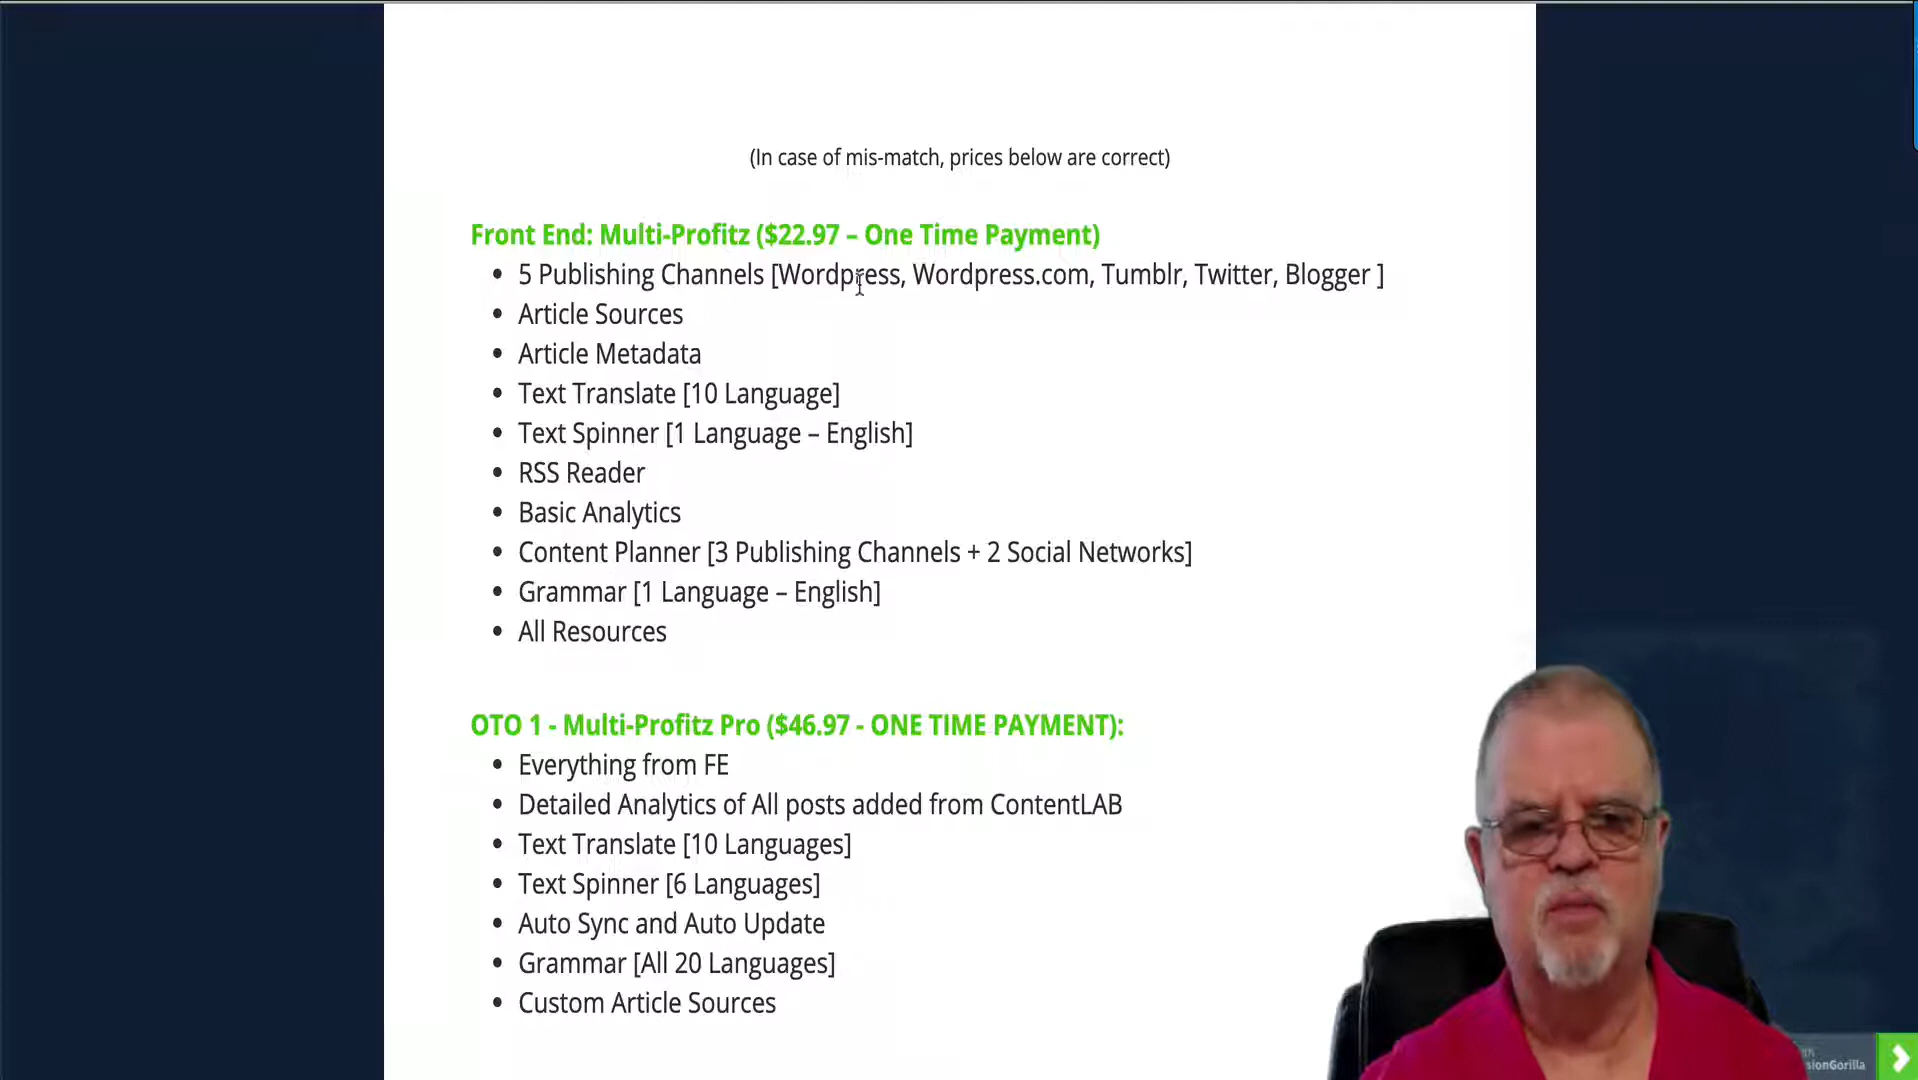 (In case of mis-match, prices below are correct)
Front End: Multi-Profitz ($22.97 – One Time Payment)
• 5 Publishing Channels [Wordpress, Wordpress.com, Tumblr, Twitter, Blogger ]
• Article Sources
• Article Metadata
• Text Translate [10 Language]
• Text Spinner [1 Language – English]
• RSS Reader
• Basic Analytics
• Content Planner [3 Publishing Channels + 2 Social Networks]
• Grammar [1 Language – English]
• All Resources
OTO 1 - Multi-Profitz Pro ($46.97 - ONE TIME PAYMENT):
• Everything from FE
• Detailed Analytics of All posts added from ContentLAB
• Text Translate [10 Languages]
• Text Spinner [6 Languages]
• Auto Sync and Auto Update
• Grammar [All 20 Languages]
• Custom Article Sources
sionGorilla